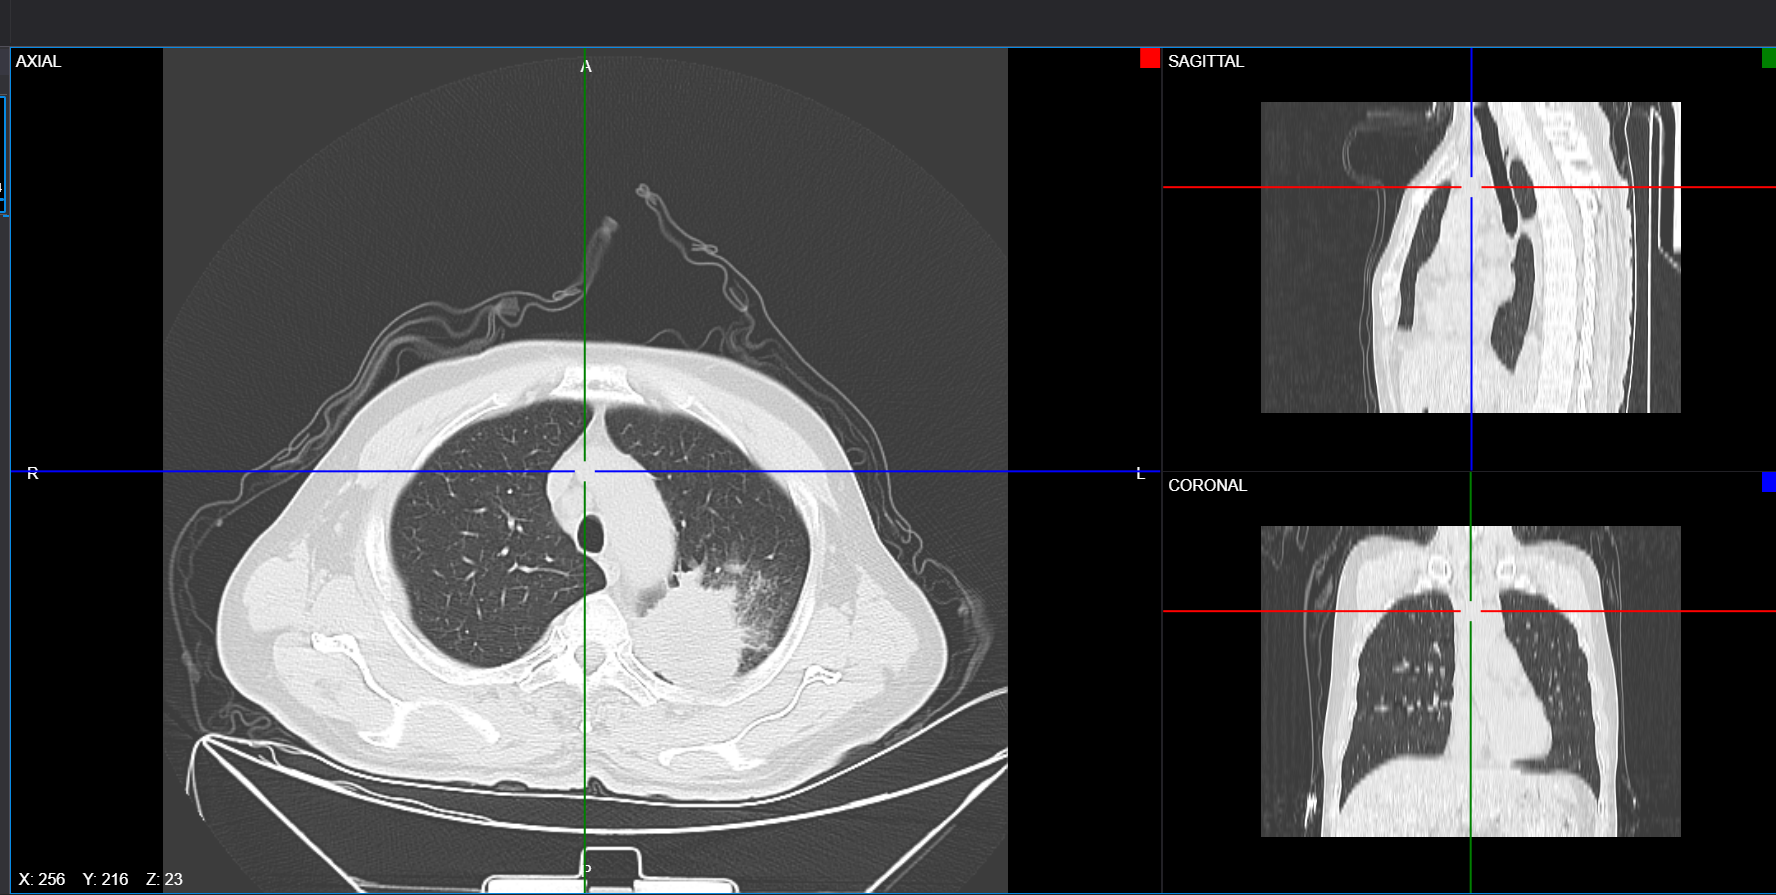 AXIAL
A
R
L
P
X: 256 Y: 216 Z: 23
SAGITTAL
CORONAL